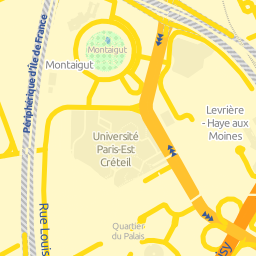 Montaigut
Montaigut
Périphérique d'Île de France
Levrière
- Haye aux
Moines
Université
Paris-Est
Créteil
Rue Louis
Quartier
du Palais